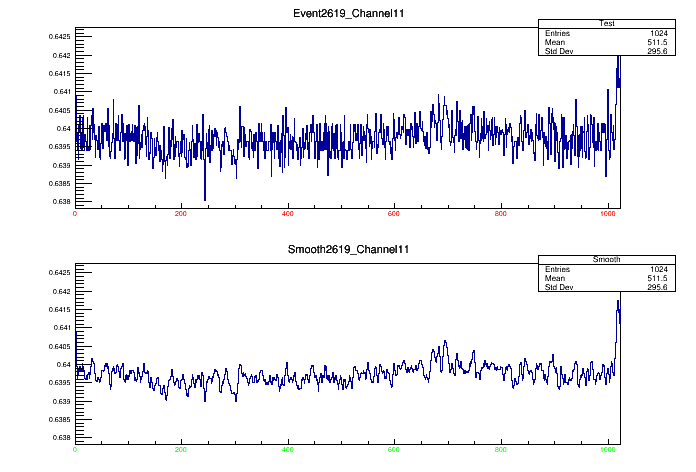 Event2619_Channel11
Test
Entries 1024
Mean 511.5
Std Dev 295.6
0.6425
0.642
0.6415
0.641
0.6405
0.64
0.6395
0.639
0.6385
0.638
0 200 400 600 800 1000
Smooth2619_Channel11
Smooth
Entries 1024
Mean 511.5
Std Dev 295.6
0.6425
0.642
0.6415
0.641
0.6405
0.64
0.6395
0.639
0.6385
0.638
0 200 400 600 800 1000